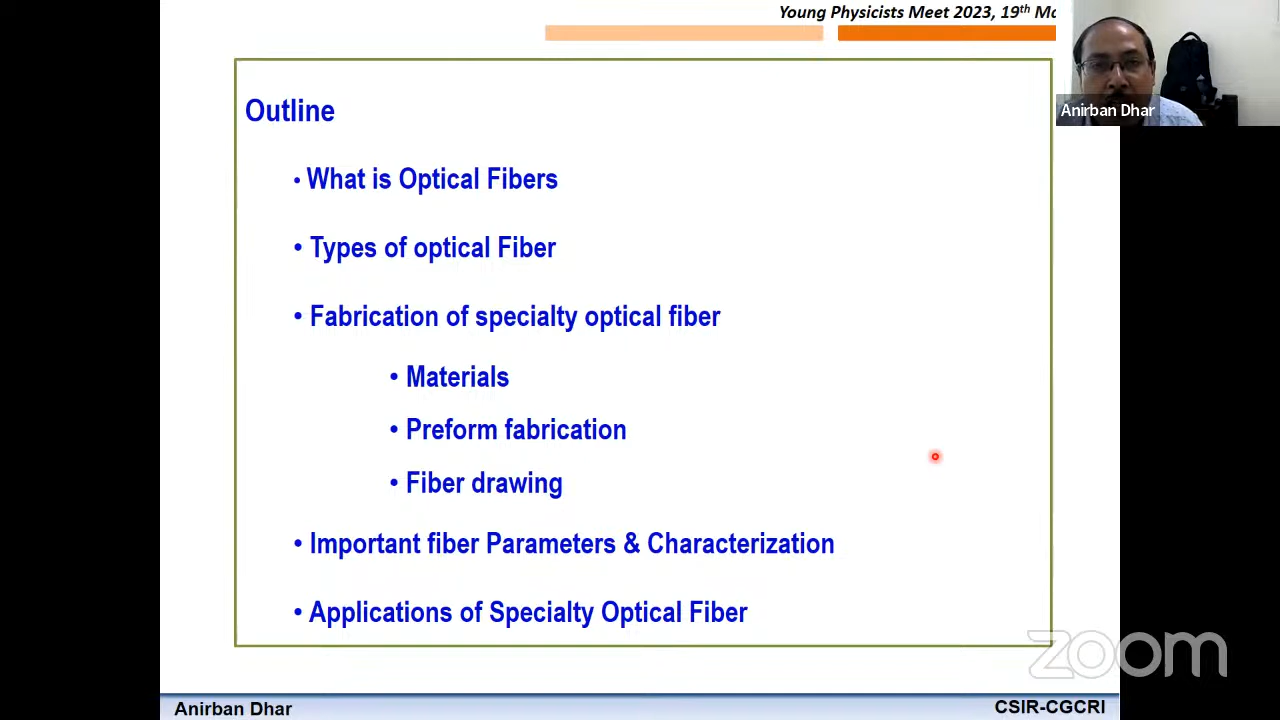 Young Physicists Meet 2023, 19th
Anirban Dhar
Outline
• What is Optical Fibers
• Types of optical Fiber
• Fabrication of specialty optical fiber
• Materials
• Preform fabrication
• Fiber drawing
• Important fiber Parameters & Characterization
• Applications of Specialty Optical Fiber
zoom
Anirban Dhar
CSIR-CGCRI